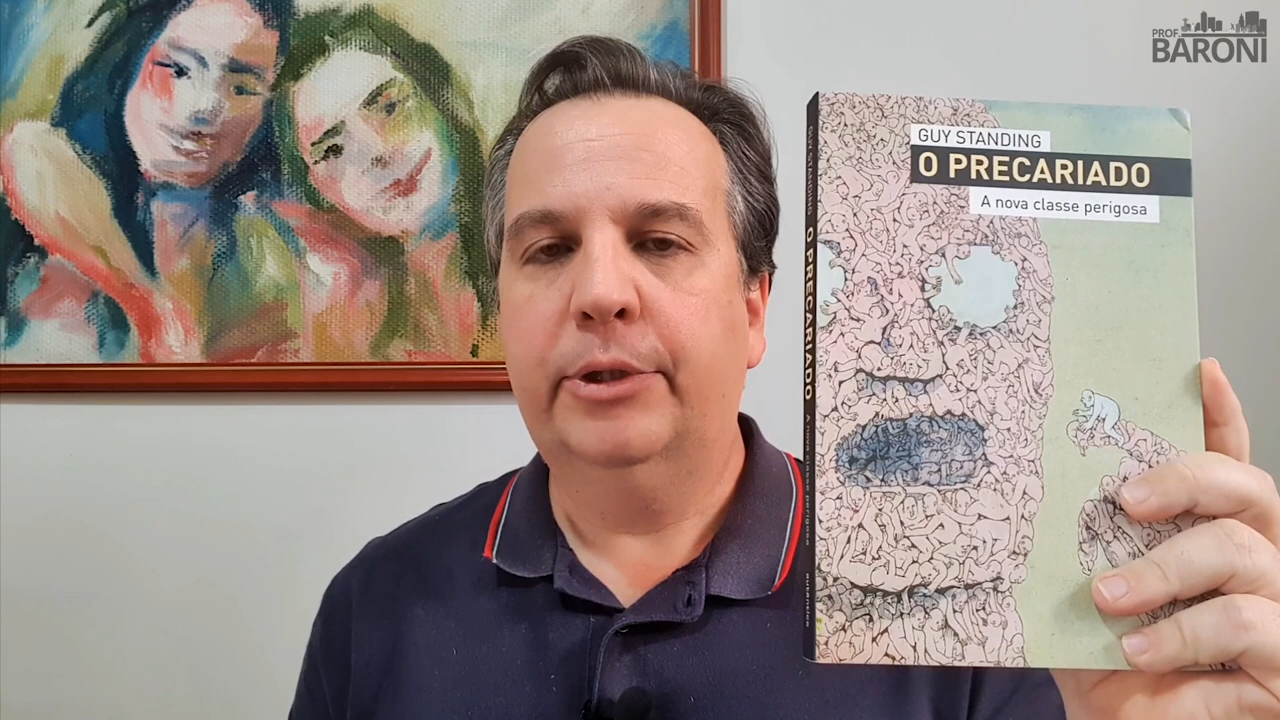 PROF.
BARONI
GUY STANDING
O PRECARIADO
A nova classe perigosa
GUY STANDING O PRECARIADO A nova classe perigosa autêntica